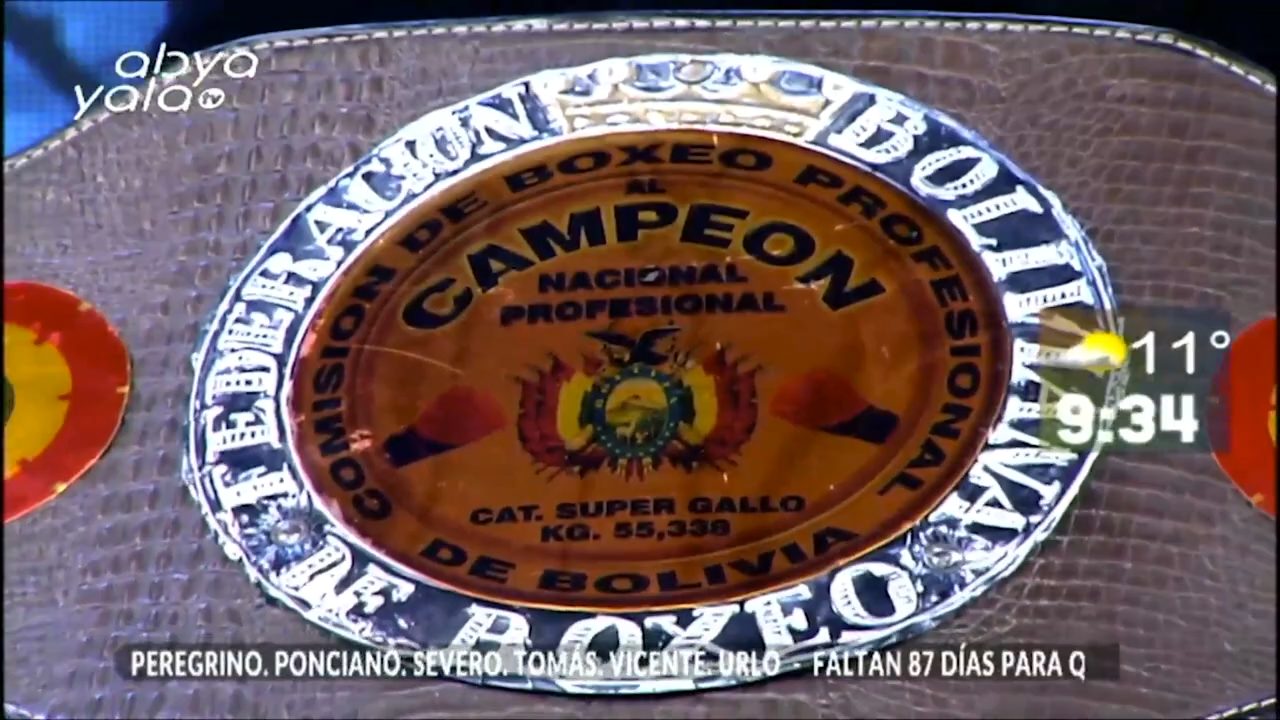 abya
yala tv
FEDERACION BOLIVIANA
DE BOXEO
COMISION DE BOXEO PROFESIONAL
DE BOLIVIA
AL
CAMPEON
NACIONAL
PROFESIONAL
CAT. SUPER GALLO
KG. 55,338
11°
9:34
PEREGRINO. PONCIANO. SEVERO. TOMÁS. VICENTE. URLO - FALTAN 87 DÍAS PARA Q